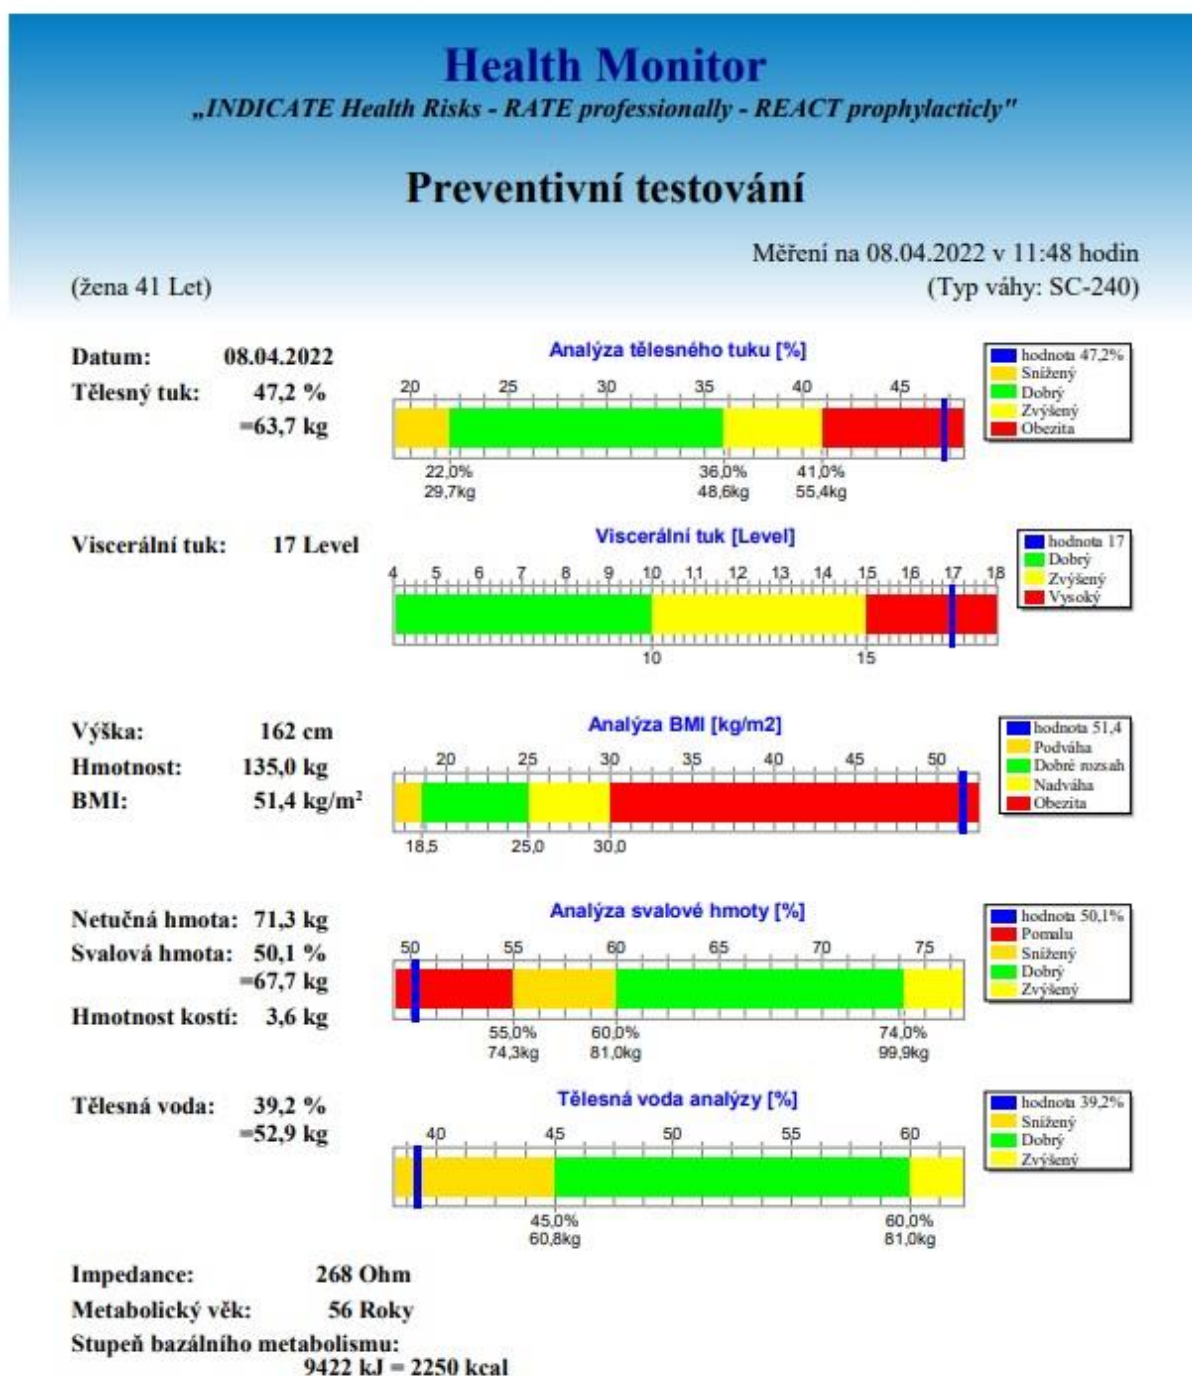 Health Monitor
„INDICATE Health Risks - RATE professionally - REACT prophylacticly"
Preventivní testování
Měření na 08.04.2022 v 11:48 hodin
(žena 41 Let)
(Typ váhy: SC-240)
Datum: 08.04.2022
Tělesný tuk: 47,2 %
=63,7 kg
Analýza tělesného tuku [%]
20 25 30 35 40 45
22,0% 36,0% 41,0%
29,7kg 48,6kg 55,4kg
hodnota 47,2%
Snížený
Dobrý
Zvýšený
Obezita
Viscerální tuk: 17 Level
Viscerální tuk [Level]
4 5 6 7 8 9 10 11 12 13 14 15 16 17 18
10 15
hodnota 17
Dobrý
Zvýšený
Vysoký
Výška: 162 cm
Hmotnost: 135,0 kg
BMI: 51,4 kg/m²
Analýza BMI [kg/m2]
20 25 30 35 40 45 50
18,5 25,0 30,0
hodnota 51,4
Podváha
Dobré rozsah
Nadváha
Obezita
Netučná hmota: 71,3 kg
Svalová hmota: 50,1 %
=67,7 kg
Hmotnost kostí: 3,6 kg
Analýza svalové hmoty [%]
50 55 60 65 70 75
55,0% 60,0% 74,0%
74,3kg 81,0kg 99,9kg
hodnota 50,1%
Pomalu
Snížený
Dobrý
Zvýšený
Tělesná voda: 39,2 %
=52,9 kg
Tělesná voda analýzy [%]
40 45 50 55 60
45,0% 60,0%
60,8kg 81,0kg
hodnota 39,2%
Snížený
Dobrý
Zvýšený
Impedance: 268 Ohm
Metabolický věk: 56 Roky
Stupeň bazálního metabolismu:
9422 kJ = 2250 kcal